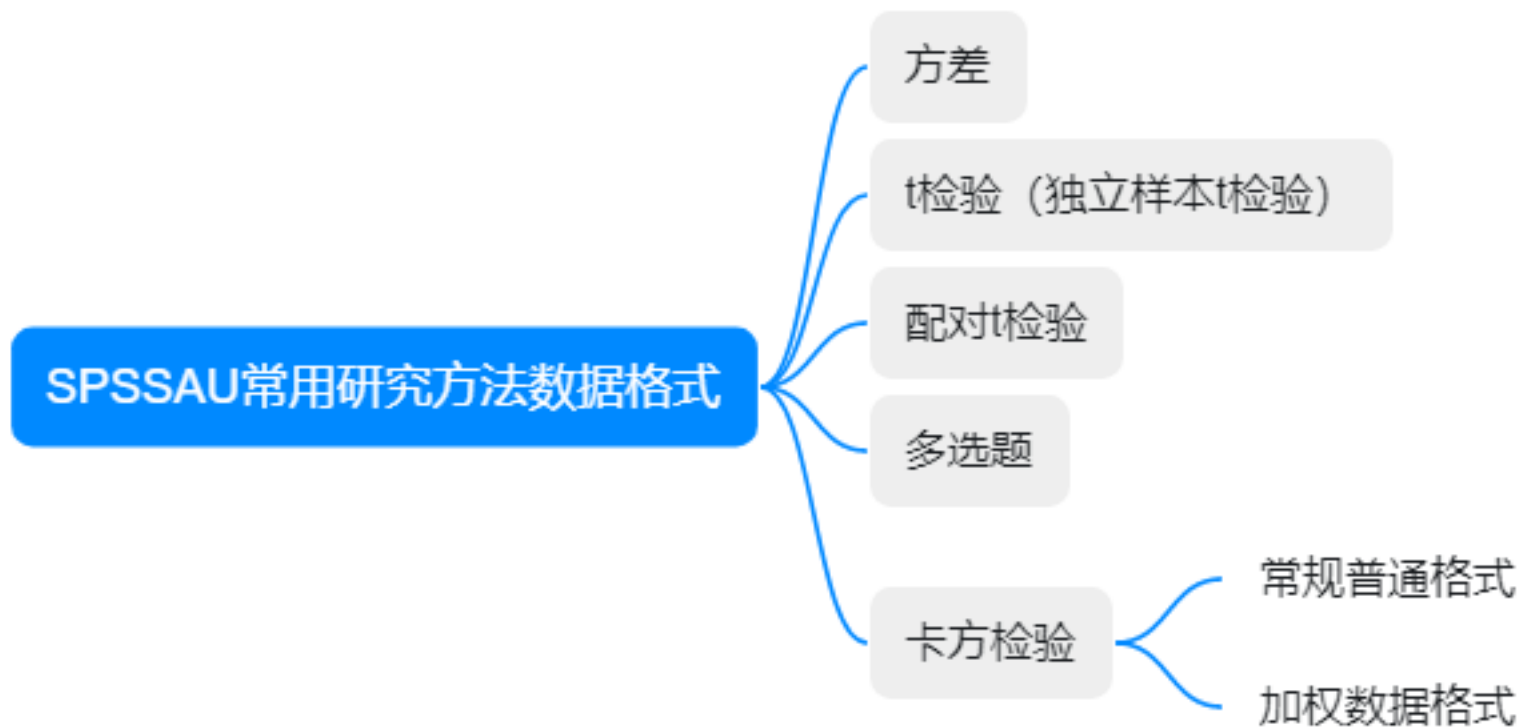 SPSSAU常用研究方法数据格式
方差
t检验（独立样本t检验）
配对t检验
多选题
卡方检验
常规普通格式
加权数据格式